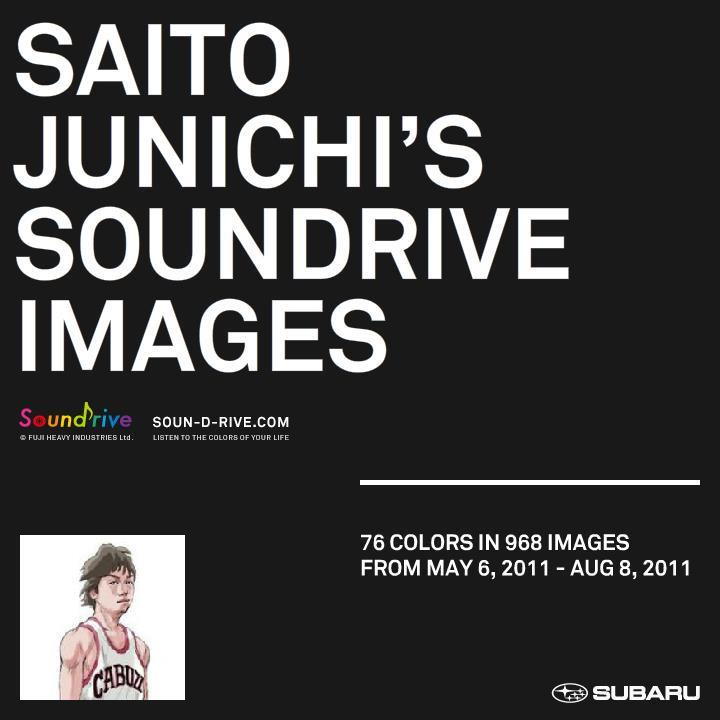 SAITO
JUNICHI’S
SOUNDRIVE
IMAGES
Soundrive
SOUN-D-RIVE.COM
© FUJI HEAVY INDUSTRIES Ltd.
LISTEN TO THE COLORS OF YOUR LIFE
76 COLORS IN 968 IMAGES
FROM MAY 6, 2011 - AUG 8, 2011
SUBARU